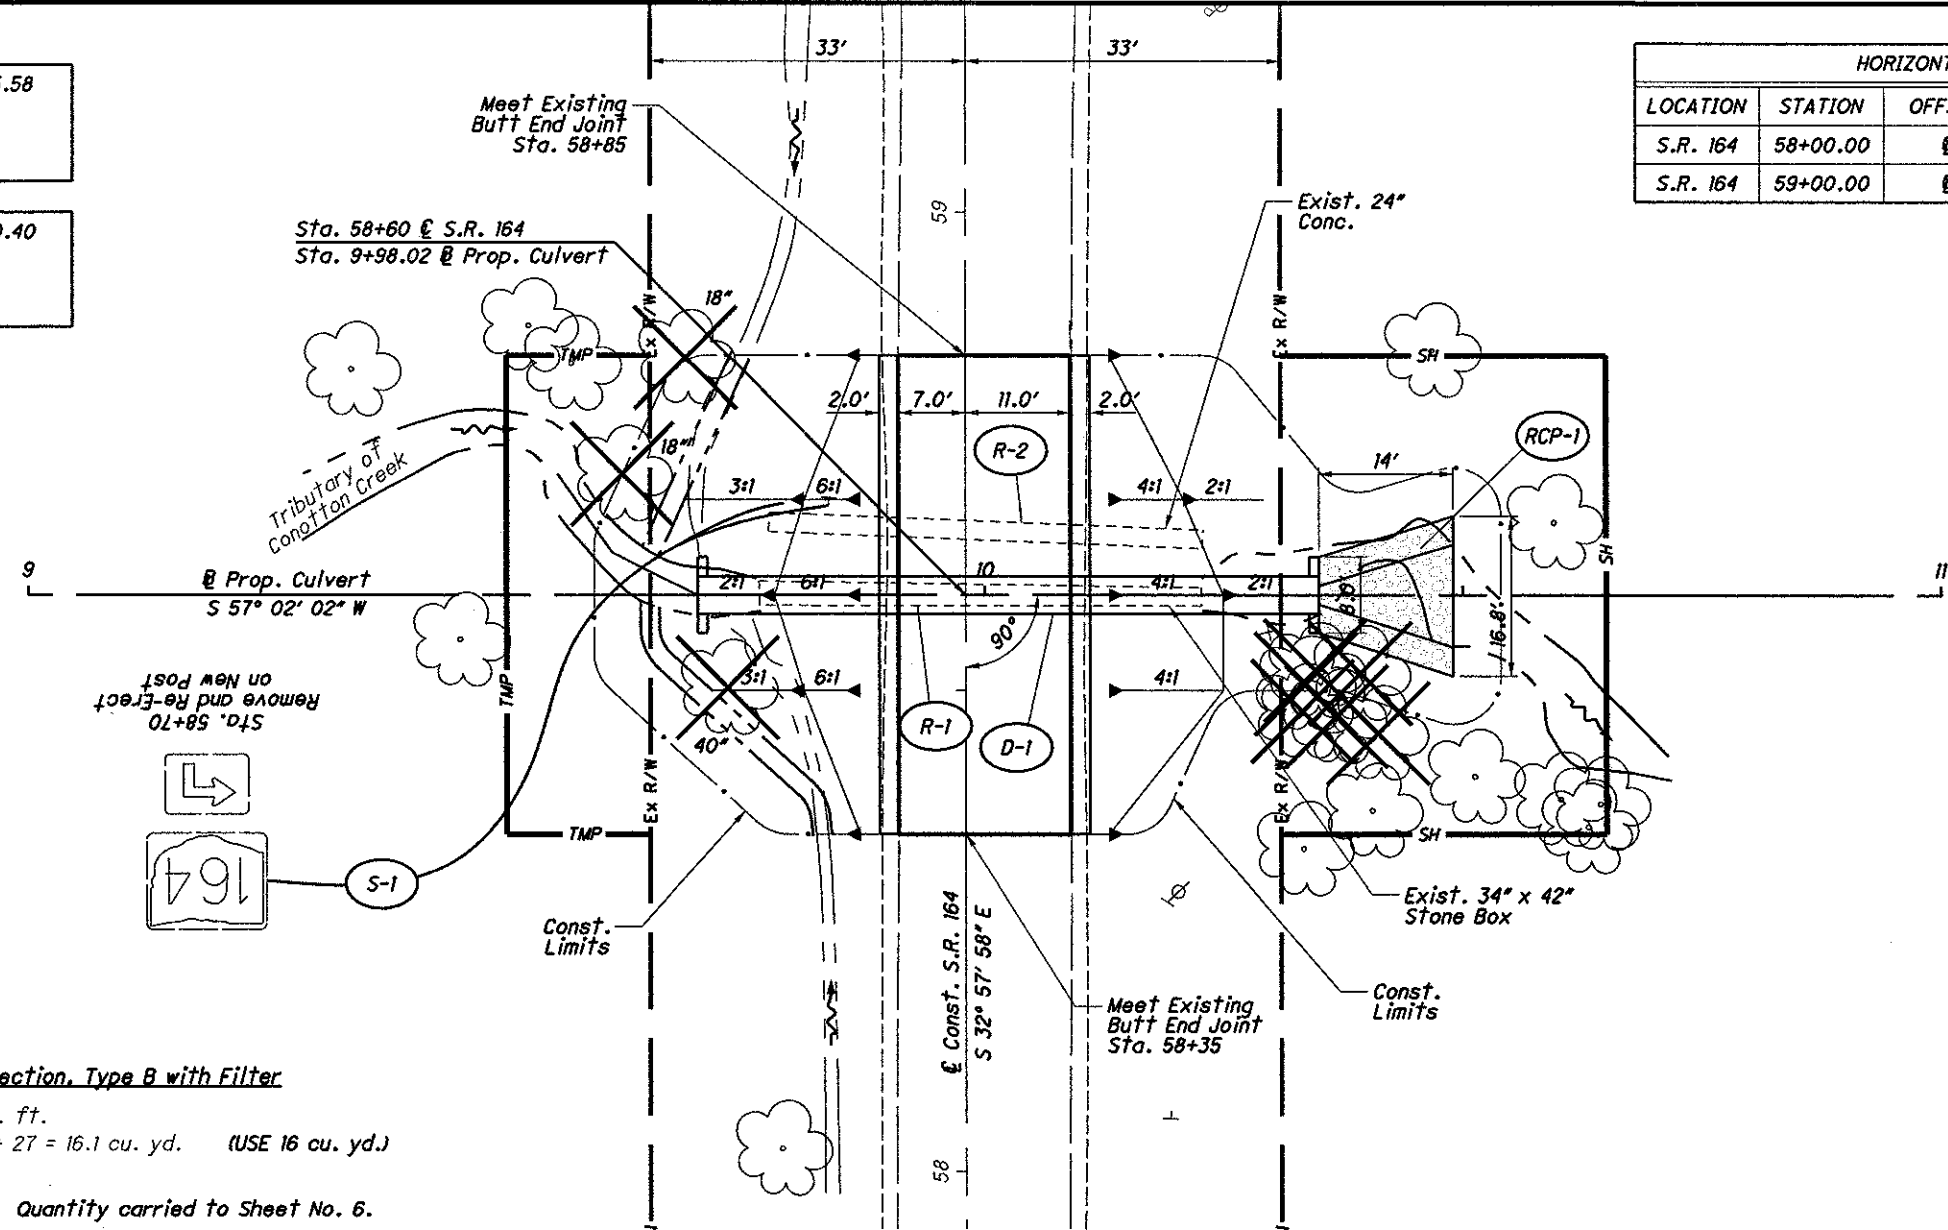 33'
33'
5.58
0.40
HORIZONT
LOCATION STATION OFF
S.R. 164 58+00.00 ℄
S.R. 164 59+00.00 ℄
Meet Existing
Butt End Joint
Sta. 58+85
59
Exist. 24"
Conc.
Sta. 58+60 ℄ S.R. 164
Sta. 9+98.02 ⅊ Prop. Culvert
Ex R/W
Ex R/W
18"
TMP
SH
2.0'
7.0'
11.0'
2.0'
R-2
RCP-1
14'
18"
3:1
6:1
4:1
2:1
Tributary of
Conotton Creek
SH
9
⅊ Prop. Culvert
S 57° 02' 02" W
2:1
6:1
10
4:1
2:1
8.0'
16.8'
11
90°
Sta. 58+70
Remove and Re-Erect
on New Post
TMP
3:1
6:1
4:1
40"
R-1
D-1
Ex R/W
Ex R/W
TMP
SH
164
S-1
Const.
Limits
Exist. 34" x 42"
Stone Box
℄ Const. S.R. 164
S 32° 57' 58" E
Meet Existing
Butt End Joint
Sta. 58+35
Const.
Limits
ection, Type B with Filter
. ft.
27 = 16.1 cu. yd. (USE 16 cu. yd.)
58
Quantity carried to Sheet No. 6.